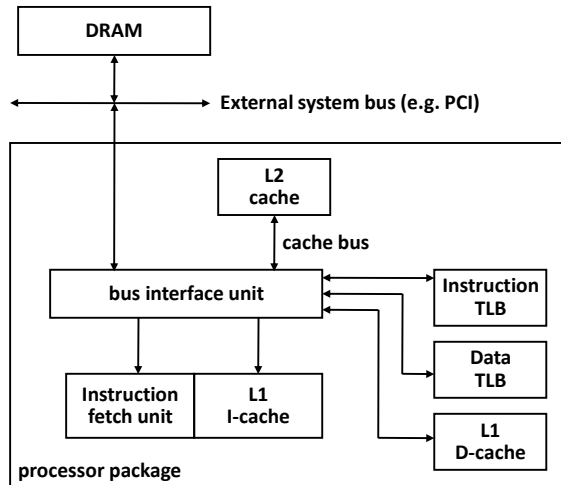 DRAM
External system bus (e.g. PCI)
L2
cache
cache bus
bus interface unit
Instruction
TLB
Data
TLB
Instruction
fetch unit
L1
I-cache
L1
D-cache
processor package